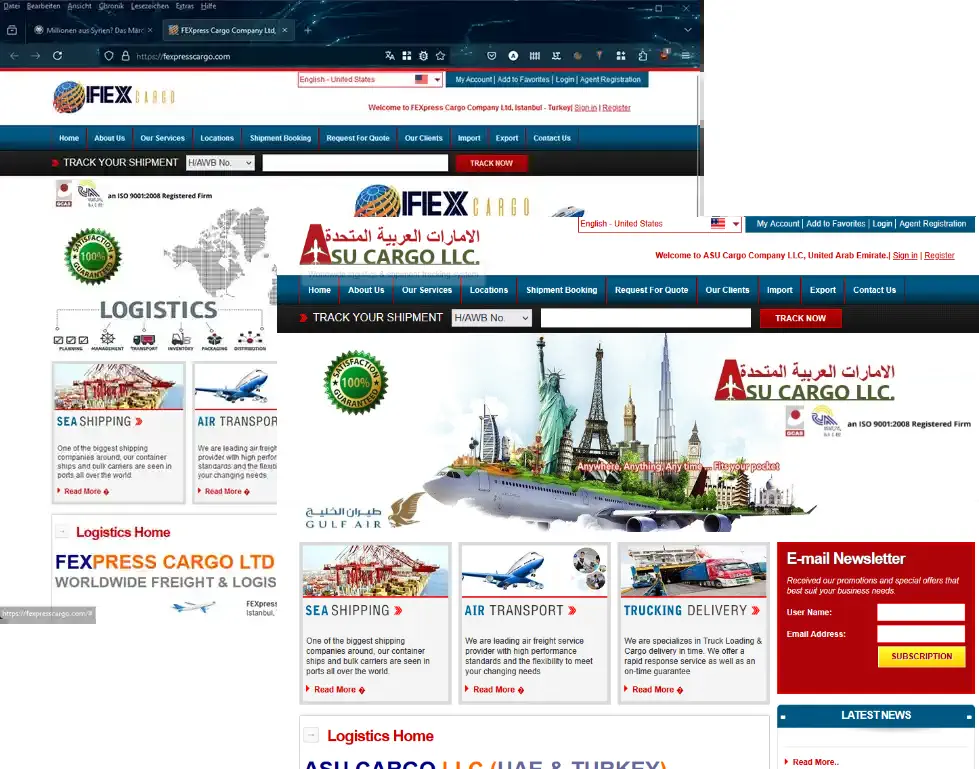 Datei Bearbeiten Ansicht Chronik Lesezeichen Extras Hilfe
Millionen aus Syrien? Das Märc
FEXpress Cargo Company Ltd,
https://fexpresscargo.com
English - United States
My Account | Add to Favorites | Login | Agent Registration
IFEX CARGO
Welcome to FEXpress Cargo Company Ltd, Istanbul - Turkey| Sign in | Register
Home About Us Our Services Locations Shipment Booking Request For Quote Our Clients Import Export Contact Us
TRACK YOUR SHIPMENT H/AWB No. TRACK NOW
an ISO 9001:2008 Registered Firm
GCAS
IFEX CARGO
SATISFACTION
100%
GUARANTEED
LOGISTICS
PLANNING MANAGEMENT TRANSPORT INVENTORY PACKAGING DISTRIBUTION
SEA SHIPPING
One of the biggest shipping
companies around, our container
ships and bulk carriers are seen in
ports all over the world.
Read More �
AIR TRANSPOR
We are leading air freig
provider with high perfor
standards and the flexibi
your changing needs
Read More �
Logistics Home
FEXPRESS CARGO LTD
WORLDWIDE FREIGHT & LOGIS
FEXpress
Istanbul,
https://fexpresscargo.com/#
English - United States
My Account | Add to Favorites | Login | Agent Registration
الامارات العربية المتحدة
ASU CARGO LLC.
Worldwide logistics & shipment tracking system
Welcome to ASU Cargo Company LLC, United Arab Emirate.| Sign in | Register
Home About Us Our Services Locations Shipment Booking Request For Quote Our Clients Import Export Contact Us
TRACK YOUR SHIPMENT H/AWB No. TRACK NOW
SATISFACTION
100%
GUARANTEED
الامارات العربية المتحدة
ASU CARGO LLC.
GCAS
an ISO 9001:2008 Registered Firm
Anywhere, Anything, Any time ... Fits your pocket
طيران الخليج
GULF AIR
SEA SHIPPING
One of the biggest shipping
companies around, our container
ships and bulk carriers are seen in
ports all over the world.
Read More �
AIR TRANSPORT
We are leading air freight service
provider with high performance
standards and the flexibility to meet
your changing needs
Read More �
TRUCKING DELIVERY
We are specializes in Truck Loading &
Cargo delivery in time. We offer a
rapid response service as well as an
on-time guarantee
Read More �
E-mail Newsletter
Received our promotions and special offers that
best suit your business needs.
User Name:
Email Address:
SUBSCRIPTION
LATEST NEWS
Read More..
Logistics Home
ASU CARGO LLC (UAE & TURKEY)